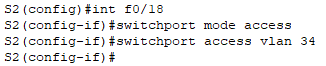 S2(config)#int f0/18
S2(config-if)#switchport mode access
S2(config-if)#switchport access vlan 34
S2(config-if)#